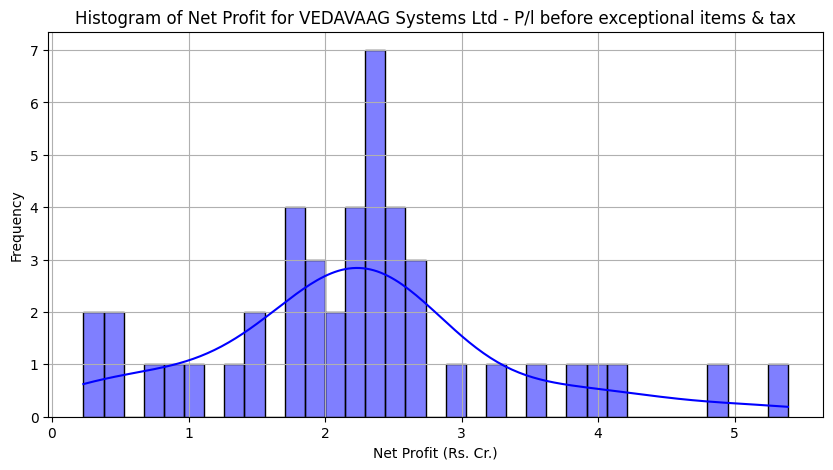 Histogram of Net Profit for VEDAVAAG Systems Ltd - P/l before exceptional items & tax
7
6
5
4
3
2
1
0
Frequency
0 1 2 3 4 5
Net Profit (Rs. Cr.)